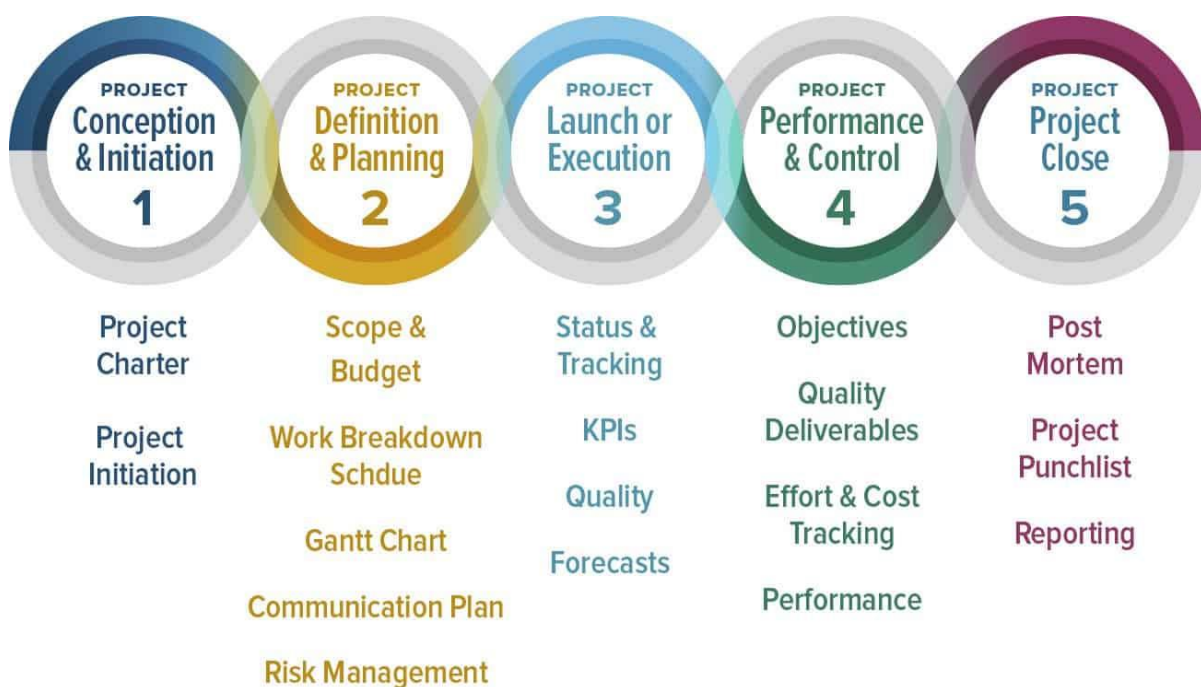 PROJECT
Conception
& Initiation
1
PROJECT
Definition
& Planning
2
PROJECT
Launch or
Execution
3
PROJECT
Performance
& Control
4
PROJECT
Project
Close
5
Project
Charter
Project
Initiation
Scope &
Budget
Work Breakdown
Schdue
Gantt Chart
Communication Plan
Risk Management
Status &
Tracking
KPIs
Quality
Forecasts
Objectives
Quality
Deliverables
Effort & Cost
Tracking
Performance
Post
Mortem
Project
Punchlist
Reporting